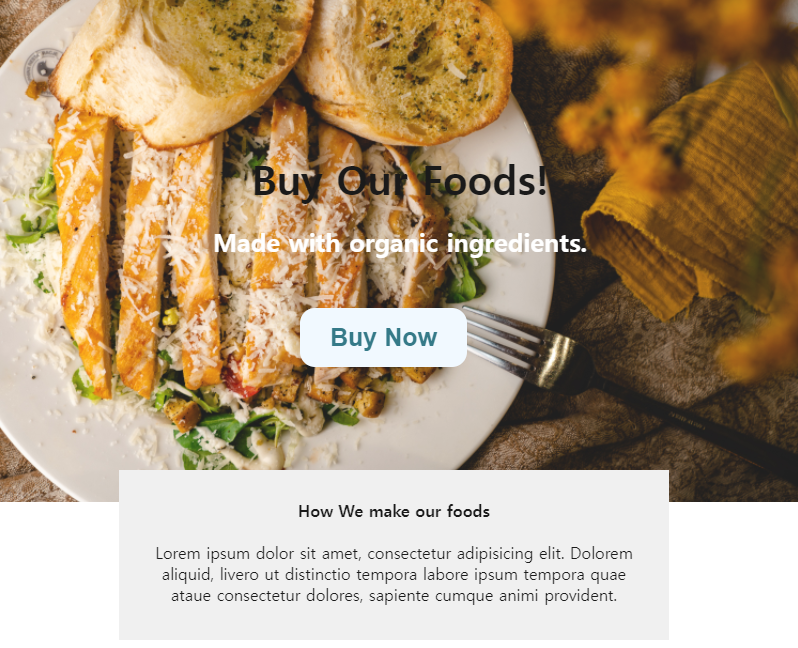 Buy Our Foods!
Made with organic ingredients.
Buy Now
How We make our foods
Lorem ipsum dolor sit amet, consectetur adipisicing elit. Dolorem
aliquid, livero ut distinctio tempora labore ipsum tempora quae
ataue consectetur dolores, sapiente cumque animi provident.